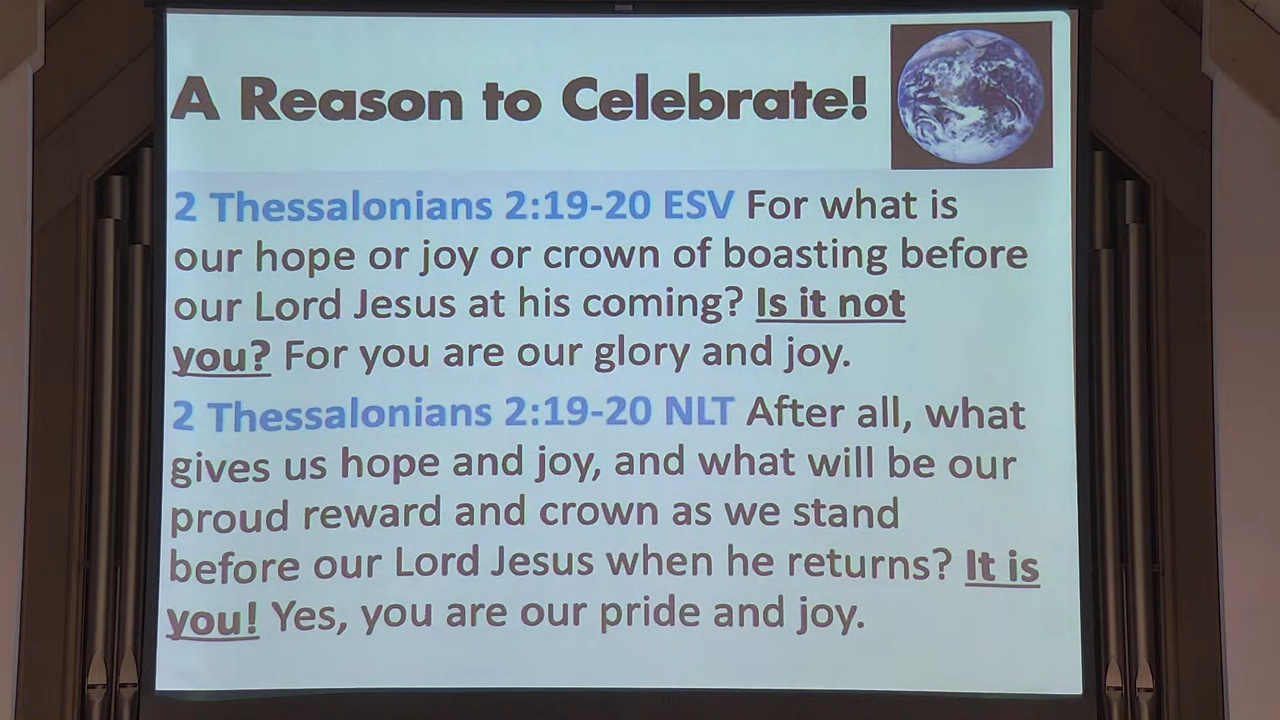 A Reason to Celebrate!
2 Thessalonians 2:19-20 ESV For what is
our hope or joy or crown of boasting before
our Lord Jesus at his coming? Is it not
you? For you are our glory and joy.
2 Thessalonians 2:19-20 NLT After all, what
gives us hope and joy, and what will be our
proud reward and crown as we stand
before our Lord Jesus when he returns? It is
you! Yes, you are our pride and joy.